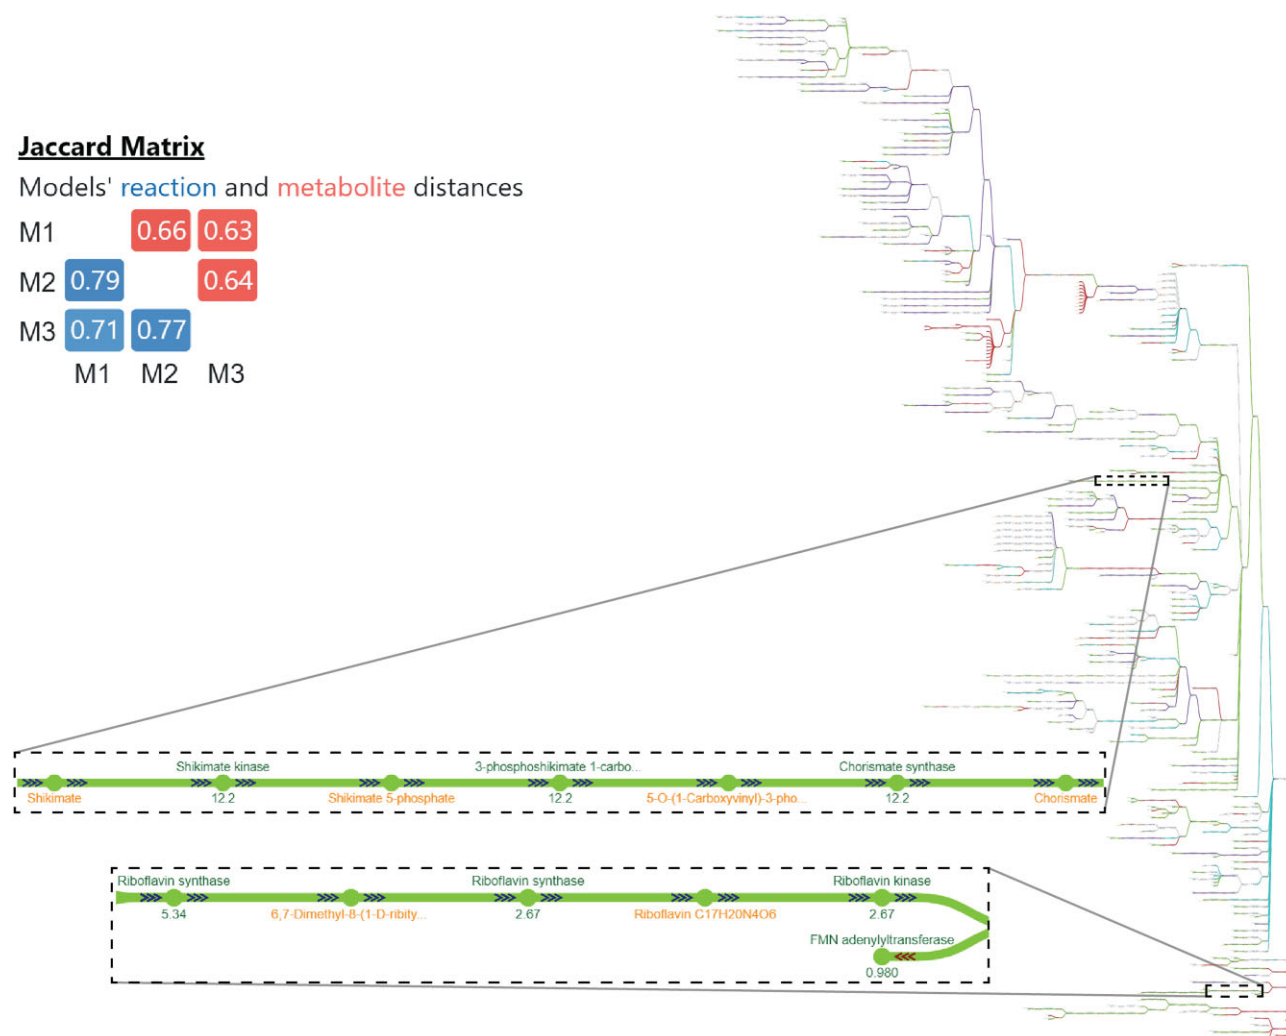 Jaccard Matrix
Models' reaction and metabolite distances
M1 0.66 0.63
M2 0.79 0.64
M3 0.71 0.77
M1 M2 M3
Shikimate kinase 3-phosphoshikimate 1-carbo... Chorismate synthase
Shikimate 12.2 Shikimate 5-phosphate 12.2 5-O-(1-Carboxyvinyl)-3-pho... 12.2 Chorismate
Riboflavin synthase Riboflavin synthase Riboflavin kinase
5.34 6,7-Dimethyl-8-(1-D-ribity... 2.67 Riboflavin C17H20N4O6 2.67
FMN adenylyltransferase
0.980